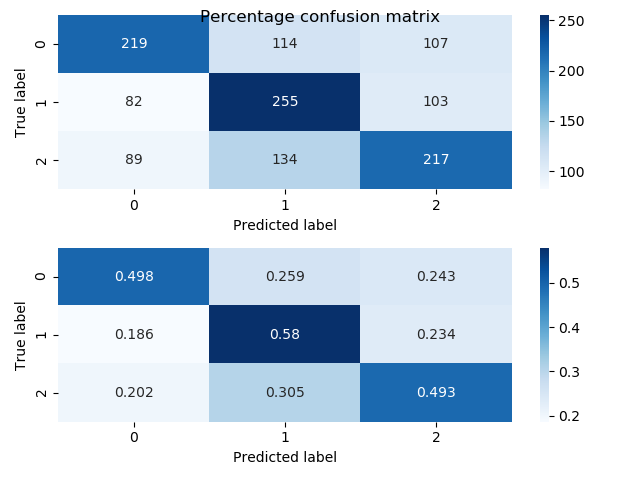 Percentage confusion matrix
True label
0 219 114 107
1 82 255 103
2 89 134 217
0 1 2
Predicted label
250
200
150
100
True label
0 0.498 0.259 0.243
1 0.186 0.58 0.234
2 0.202 0.305 0.493
0 1 2
Predicted label
0.5
0.4
0.3
0.2